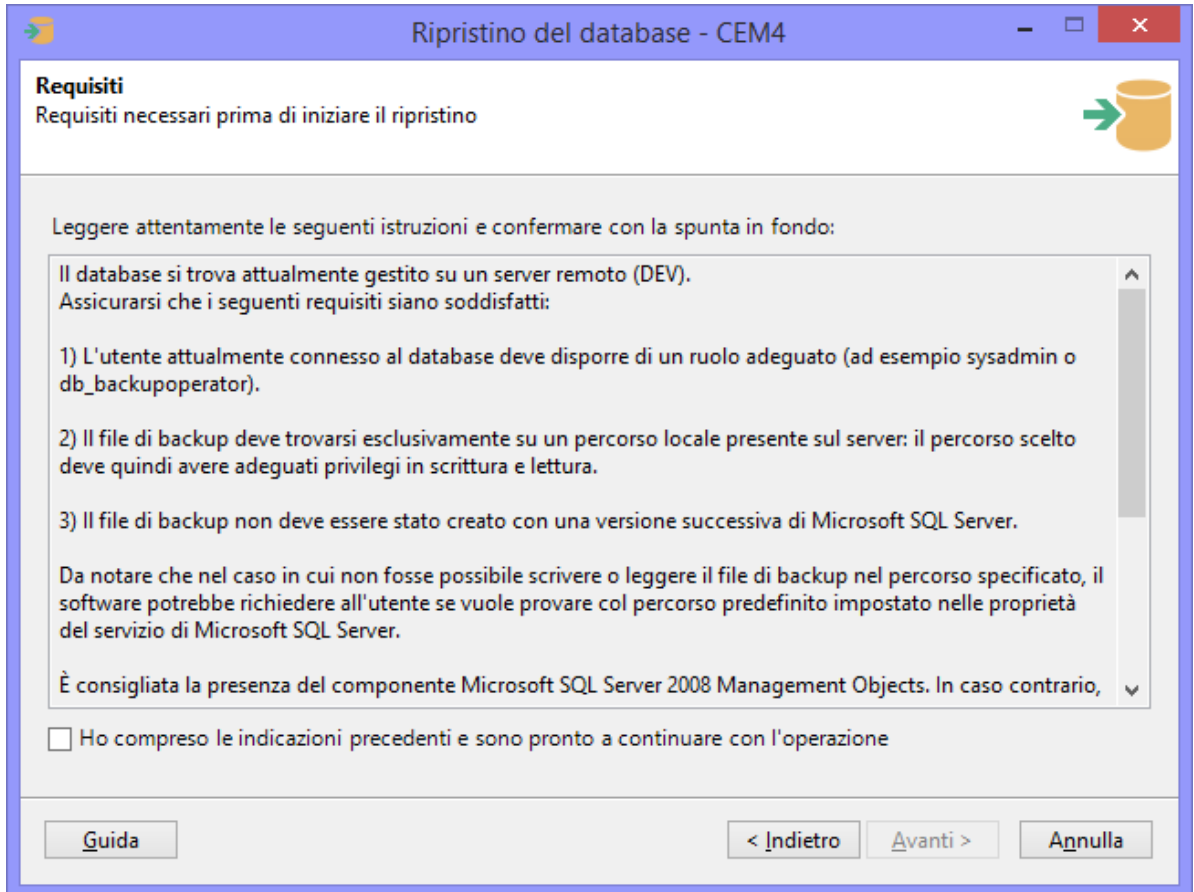 Ripristino del database - CEM4
Requisiti
Requisiti necessari prima di iniziare il ripristino
Leggere attentamente le seguenti istruzioni e confermare con la spunta in fondo:
Il database si trova attualmente gestito su un server remoto (DEV).
Assicurarsi che i seguenti requisiti siano soddisfatti:
1) L'utente attualmente connesso al database deve disporre di un ruolo adeguato (ad esempio sysadmin o
db_backupoperator).
2) Il file di backup deve trovarsi esclusivamente su un percorso locale presente sul server: il percorso scelto
deve quindi avere adeguati privilegi in scrittura e lettura.
3) Il file di backup non deve essere stato creato con una versione successiva di Microsoft SQL Server.
Da notare che nel caso in cui non fosse possibile scrivere o leggere il file di backup nel percorso specificato, il
software potrebbe richiedere all'utente se vuole provare col percorso predefinito impostato nelle proprietà
del servizio di Microsoft SQL Server.
È consigliata la presenza del componente Microsoft SQL Server 2008 Management Objects. In caso contrario,
Ho compreso le indicazioni precedenti e sono pronto a continuare con l'operazione
Guida
< Indietro
Avanti >
Annulla